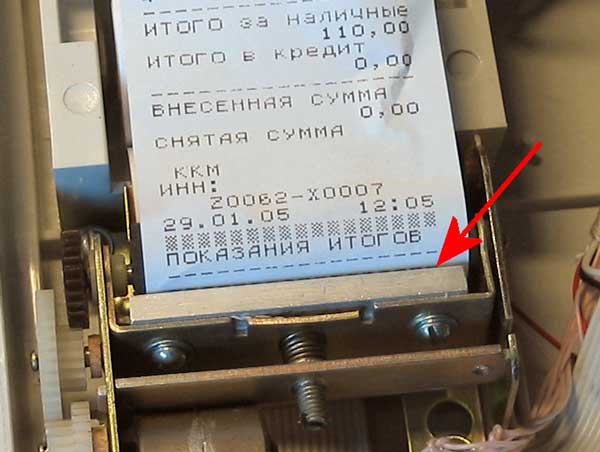 ИТОГО за НАЛИЧНЫЕ
110,00
ИТОГО в КРЕДИТ
0,00
ВНЕСЕННАЯ СУММА
0,00
СНЯТАЯ СУММА
ККМ
ИНН:
Z0062-X0007
29.01.05 12:05
ПОКАЗАНИЯ ИТОГОВ